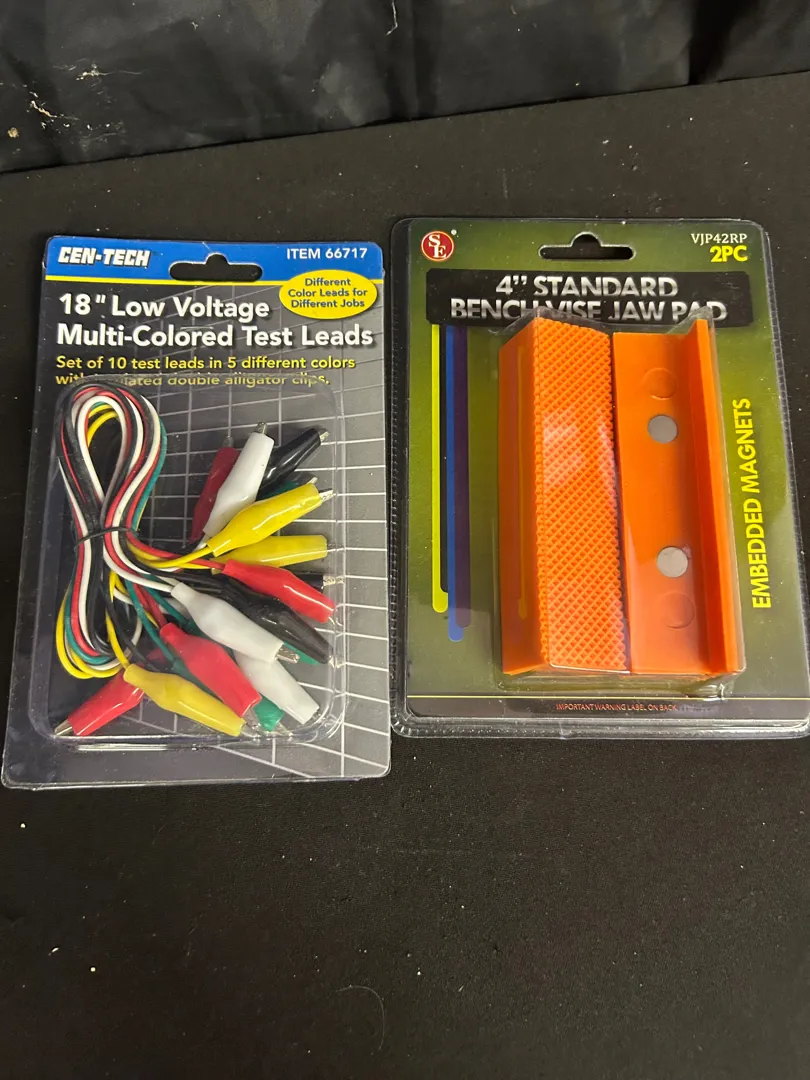 CEN-TECH
ITEM 66717
Different
Color Leads for
Different Jobs
18" Low Voltage
Multi-Colored Test Leads
Set of 10 test leads in 5 different colors
with insulated double alligator clips.
SE
VJP42RP
2PC
4" STANDARD
BENCH VISE JAW PAD
EMBEDDED MAGNETS
IMPORTANT WARNING LABEL ON BACK